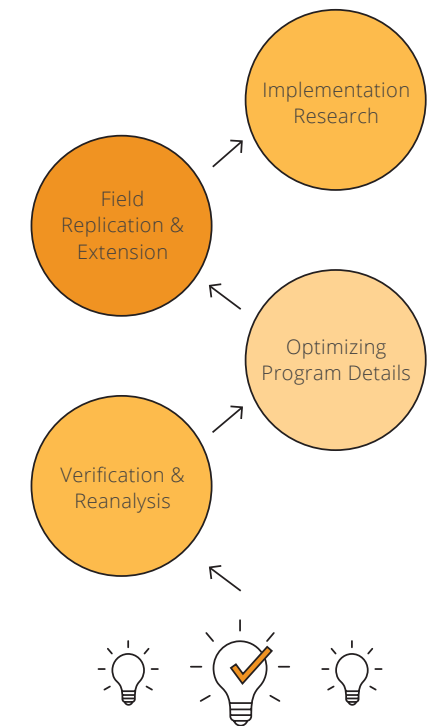 Implementation
Research
Field
Replication &
Extension
Optimizing
Program Details
Verification &
Reanalysis